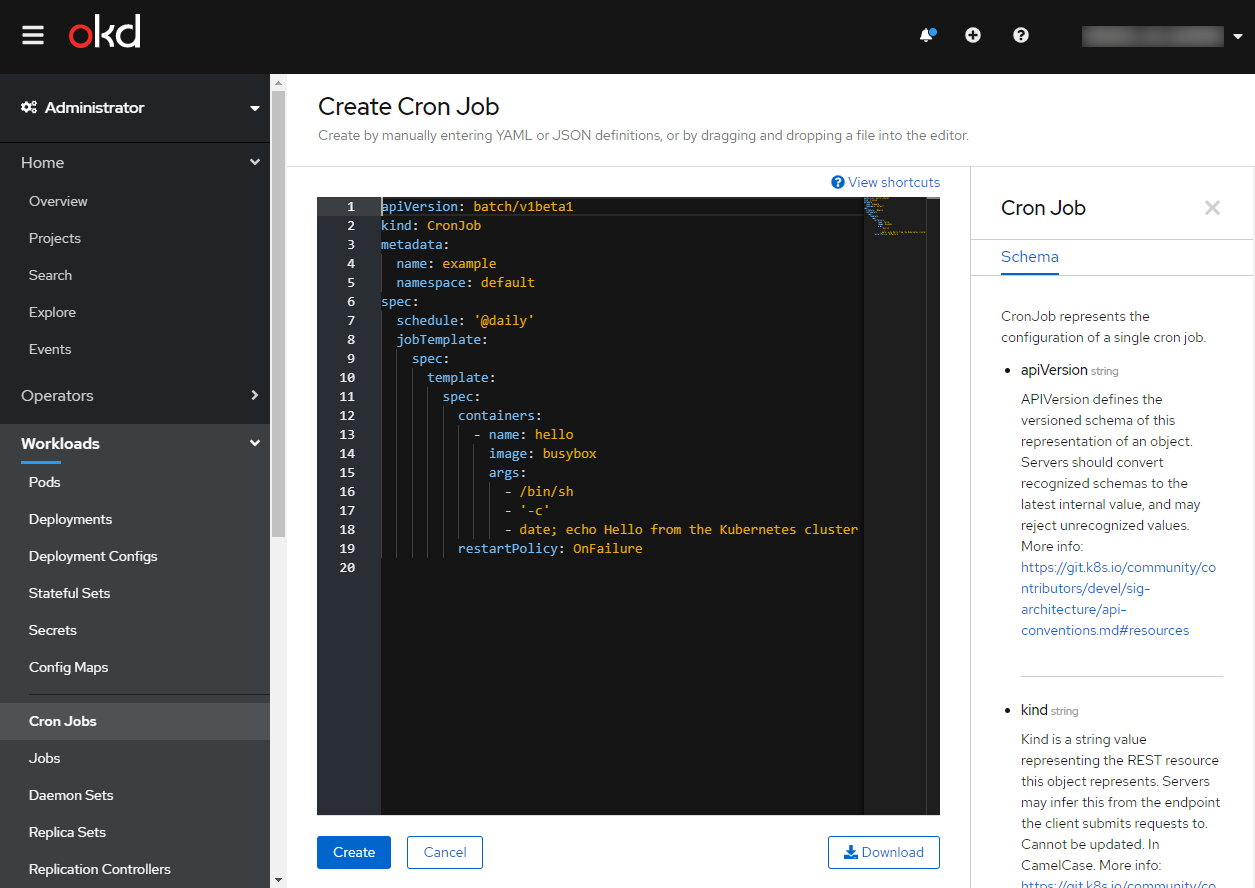 okd
Administrator
Home
Overview
Projects
Search
Explore
Events
Operators
Workloads
Pods
Deployments
Deployment Configs
Stateful Sets
Secrets
Config Maps
Cron Jobs
Jobs
Daemon Sets
Replica Sets
Replication Controllers
Create Cron Job
Create by manually entering YAML or JSON definitions, or by dragging and dropping a file into the editor.
View shortcuts
1 apiVersion: batch/v1beta1
2 kind: CronJob
3 metadata:
4 name: example
5 namespace: default
6 spec:
7 schedule: '@daily'
8 jobTemplate:
9 spec:
10 template:
11 spec:
12 containers:
13 - name: hello
14 image: busybox
15 args:
16 - /bin/sh
17 - '-c'
18 - date; echo Hello from the Kubernetes cluster
19 restartPolicy: OnFailure
20
Create
Cancel
Download
Cron Job
Schema
CronJob represents the
configuration of a single cron job.
apiVersion string
APIVersion defines the
versioned schema of this
representation of an object.
Servers should convert
recognized schemas to the
latest internal value, and may
reject unrecognized values.
More info:
https://git.k8s.io/community/co
ntributors/devel/sig-
architecture/api-
conventions.md#resources
kind string
Kind is a string value
representing the REST resource
this object represents. Servers
may infer this from the endpoint
the client submits requests to.
Cannot be updated. In
CamelCase. More info:
https://git.k8s.io/community/co